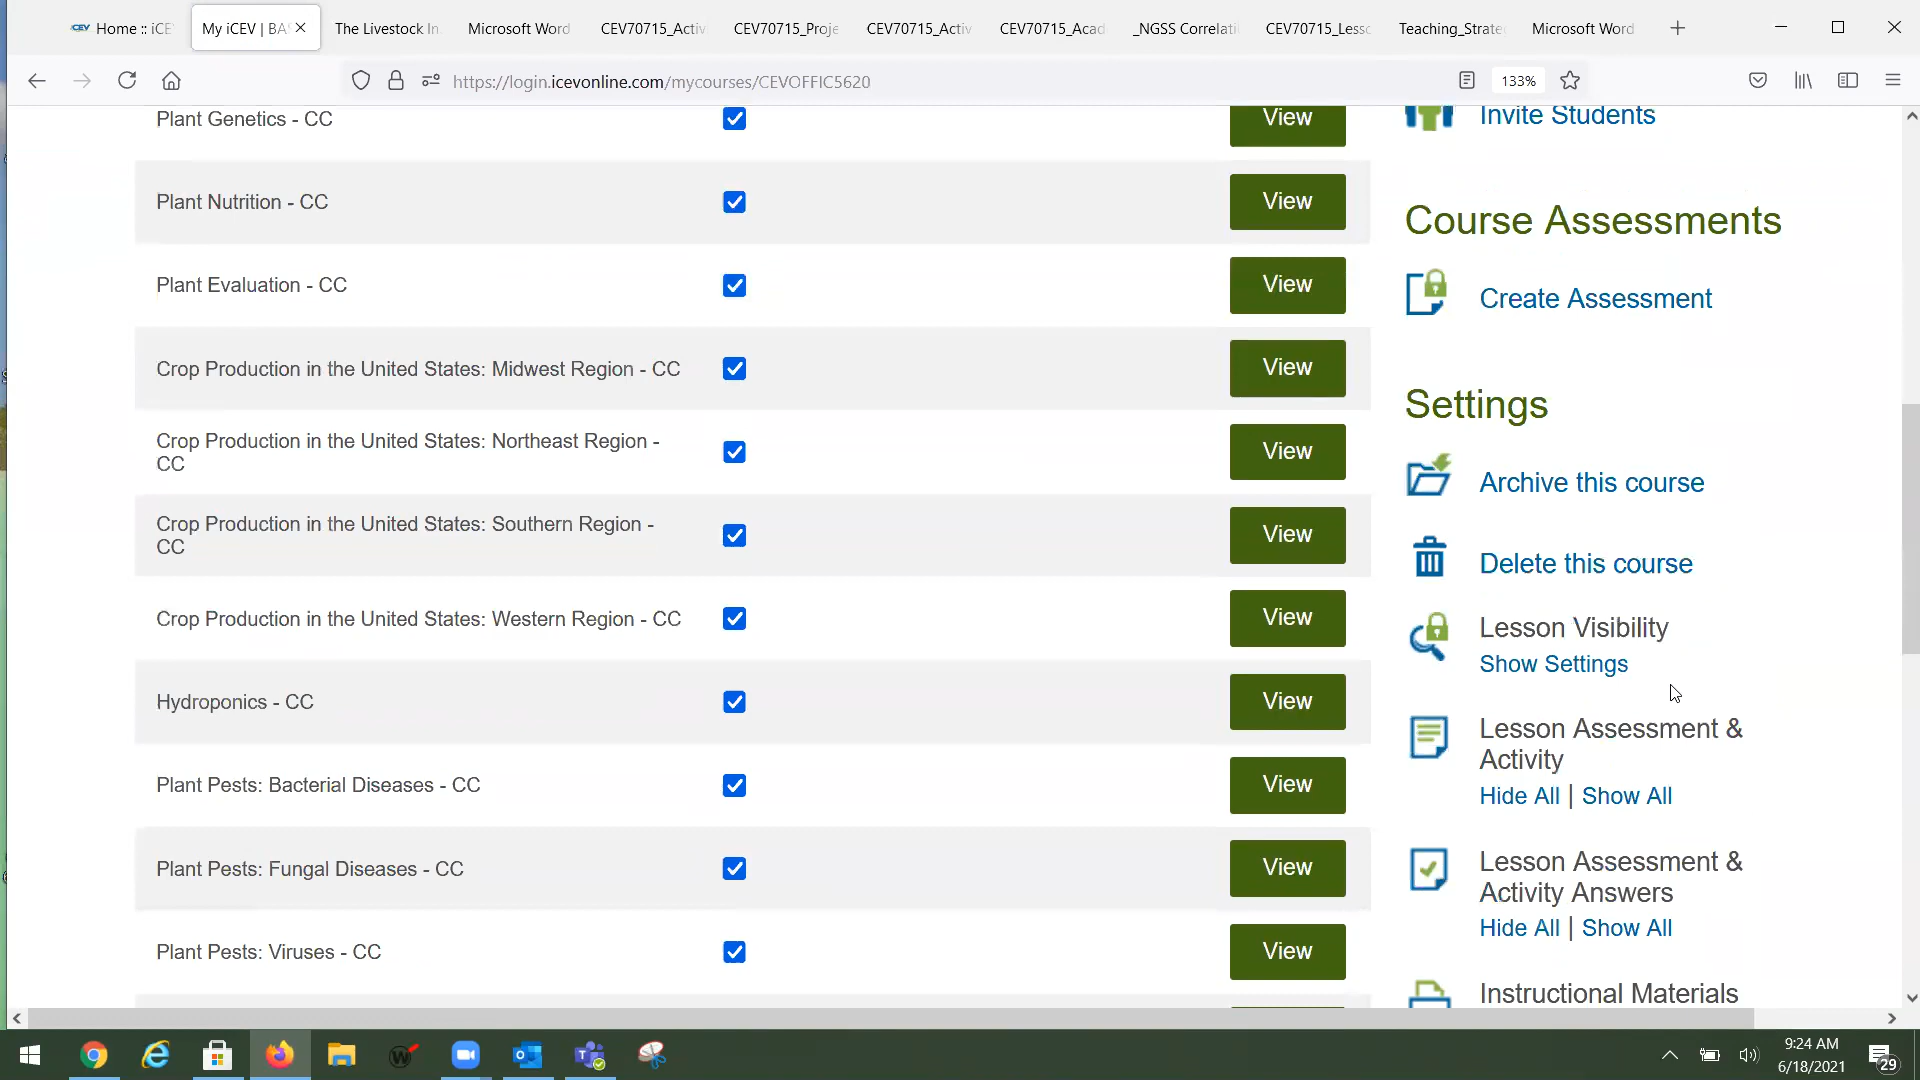 Home :: iCE
My iCEV | BA
The Livestock In
Microsoft Word
CEV70715_Activ
CEV70715_Proje
CEV70715_Activ
CEV70715_Acad
_NGSS Correlati
CEV70715_Lesso
Teaching_Strate
Microsoft Word
https://login.icevonline.com/mycourses/CEVOFFIC5620
133%
Plant Genetics - CC
View
Plant Nutrition - CC
View
Plant Evaluation - CC
View
Crop Production in the United States: Midwest Region - CC
View
Crop Production in the United States: Northeast Region -
CC
View
Crop Production in the United States: Southern Region -
CC
View
Crop Production in the United States: Western Region - CC
View
Hydroponics - CC
View
Plant Pests: Bacterial Diseases - CC
View
Plant Pests: Fungal Diseases - CC
View
Plant Pests: Viruses - CC
View
Invite Students
Course Assessments
Create Assessment
Settings
Archive this course
Delete this course
Lesson Visibility
Show Settings
Lesson Assessment &
Activity
Hide All | Show All
Lesson Assessment &
Activity Answers
Hide All | Show All
Instructional Materials
9:24 AM
6/18/2021
29